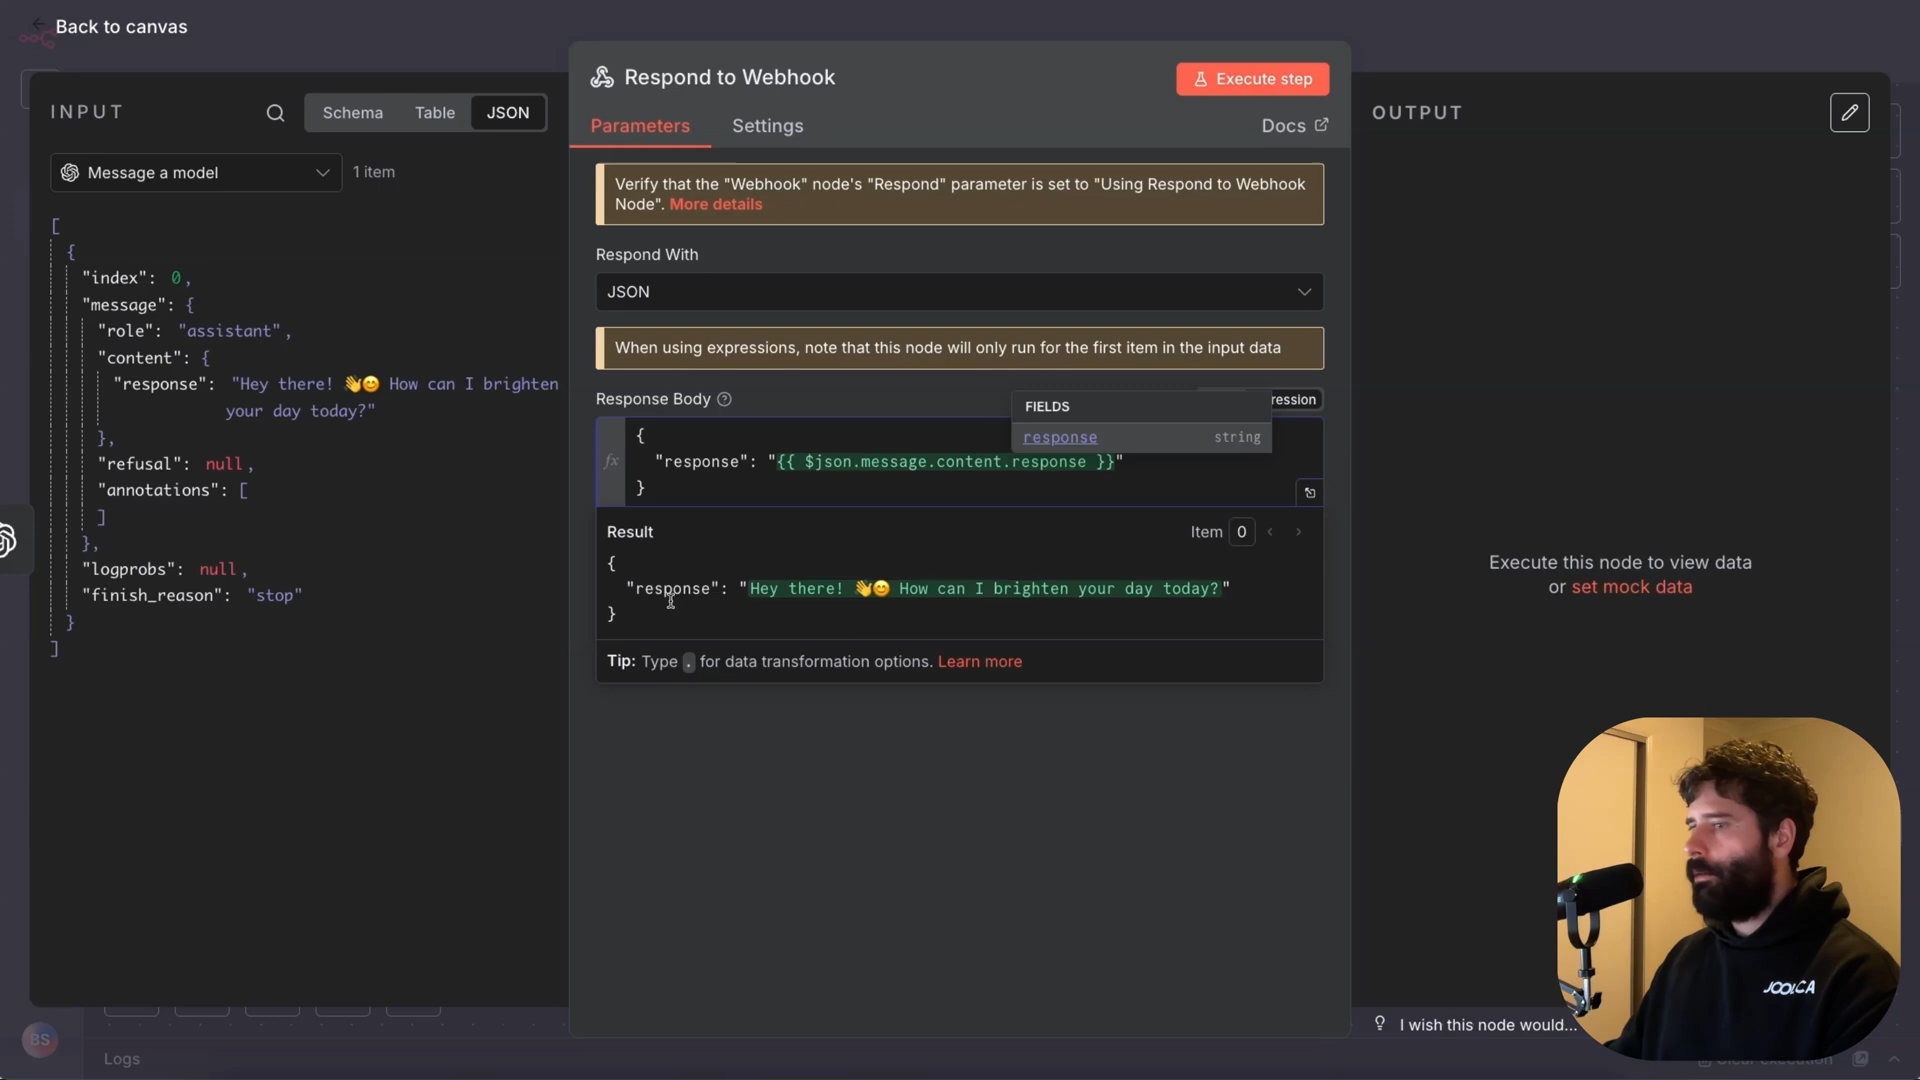 Back to canvas
INPUT
Schema
Table
JSON
Message a model
1 item
[
{
"index": 0,
"message": {
"role": "assistant",
"content": {
"response": "Hey there! 👋😊 How can I brighten
your day today?"
},
"refusal": null,
"annotations": [
]
},
"logprobs": null,
"finish_reason": "stop"
}
]
Respond to Webhook
Execute step
Parameters
Settings
Docs
Verify that the "Webhook" node's "Respond" parameter is set to "Using Respond to Webhook
Node". More details
Respond With
JSON
When using expressions, note that this node will only run for the first item in the input data
Response Body
ression
FIELDS
response string
fx
{
"response": "{{ $json.message.content.response }}"
}
Result
Item 0
{
"response": "Hey there! 👋😊 How can I brighten your day today?"
}
Tip: Type . for data transformation options. Learn more
OUTPUT
Execute this node to view data
or set mock data
I wish this node would...
JOOLCA
BS
Logs
Clear execution